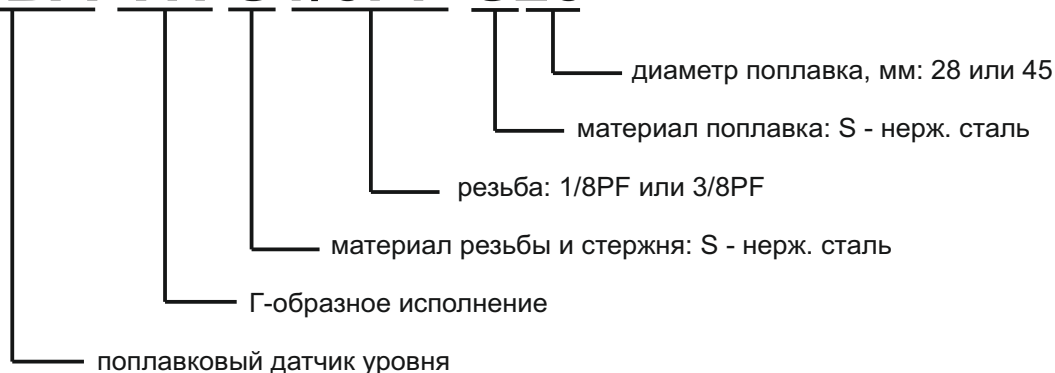 диаметр поплавка, мм: 28 или 45
материал поплавка: S - нерж. сталь
резьба: 1/8PF или 3/8PF
материал резьбы и стержня: S - нерж. сталь
Г-образное исполнение
поплавковый датчик уровня